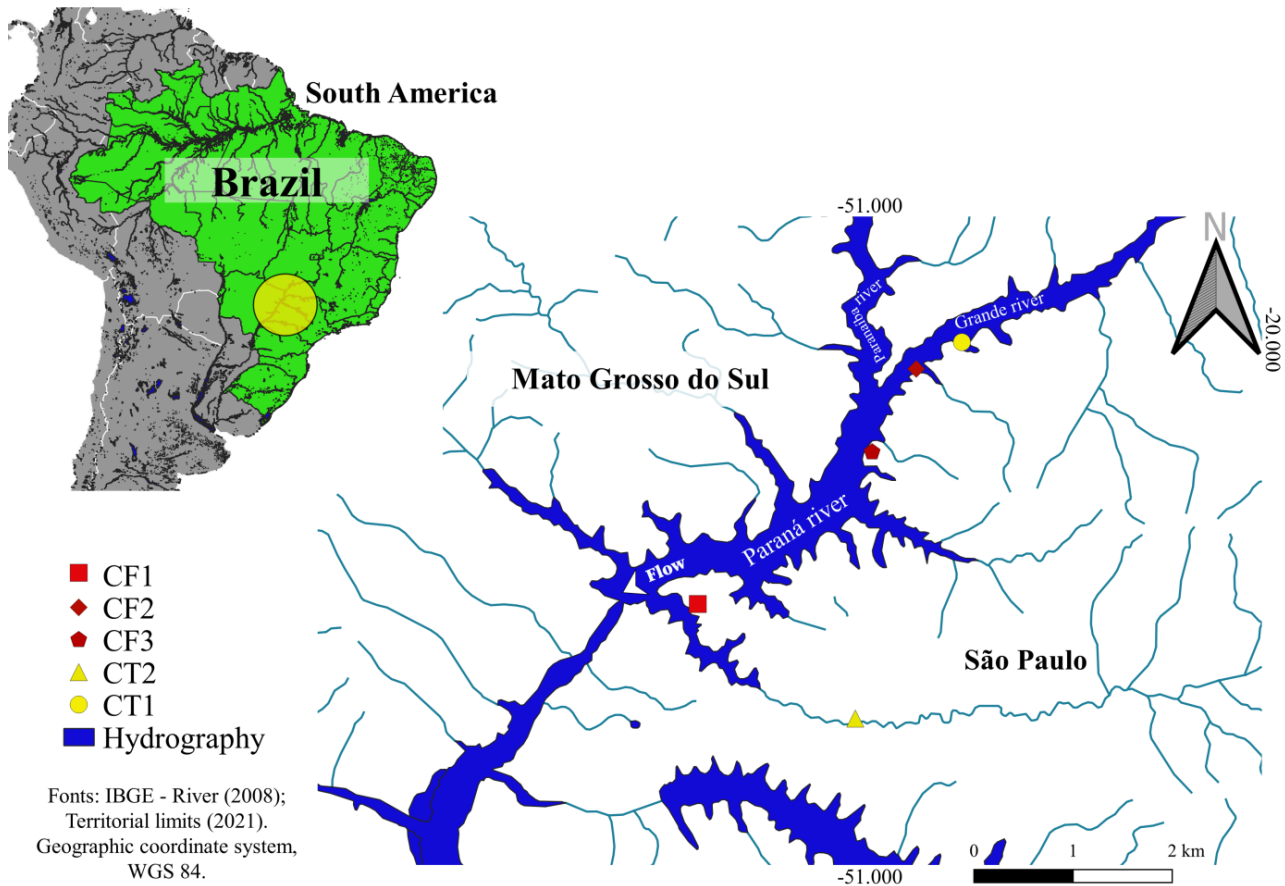 South America
Brazil
-51.000
N
-20.000
Paranaíba river
Grande river
Mato Grosso do Sul
Paraná river
Flow
São Paulo
CF1
CF2
CF3
CT2
CT1
Hydrography
Fonts: IBGE - River (2008);
Territorial limits (2021).
Geographic coordinate system,
WGS 84.
-51.000
0 1 2 km